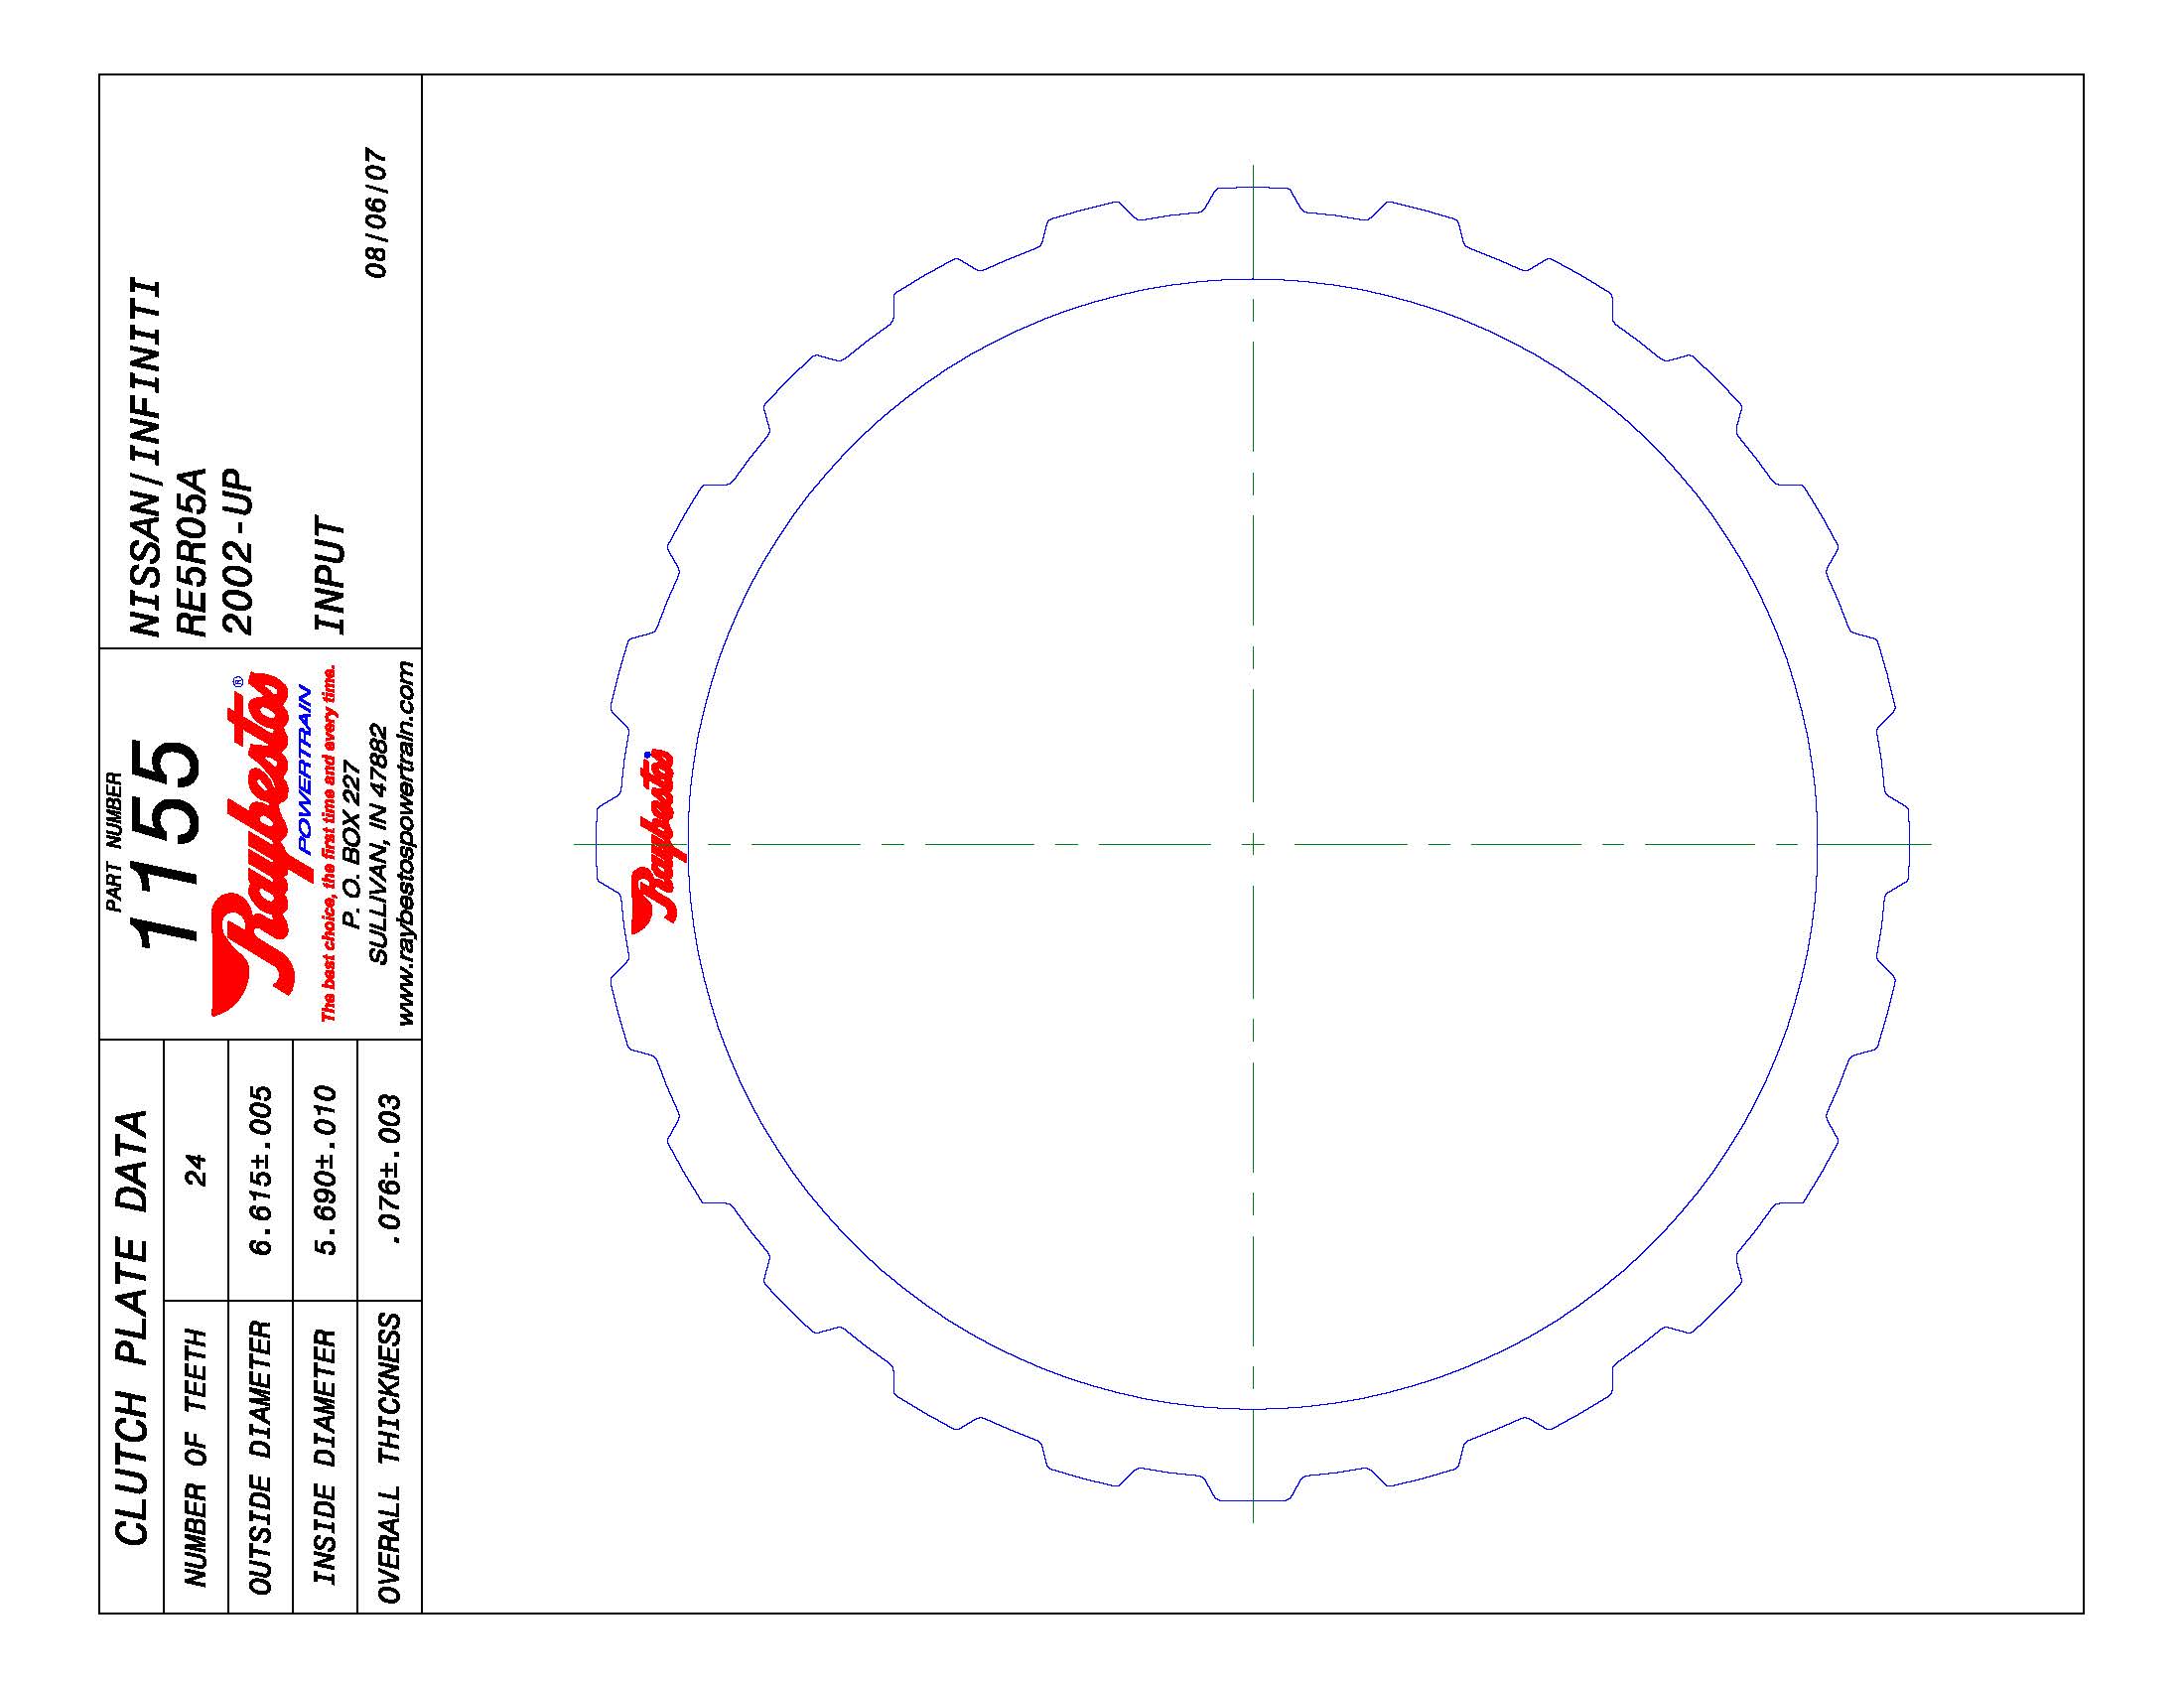 CLUTCH PLATE DATA
NUMBER OF TEETH 24
OUTSIDE DIAMETER 6.615±.005
INSIDE DIAMETER 5.690±.010
OVERALL THICKNESS .076±.003
PART NUMBER
1155
Raybestos®
POWERTRAIN
The best choice, the first time and every time.
P. O. BOX 227
SULLIVAN, IN 47882
www.raybestospowertrain.com
NISSAN/INFINITI
RE5R05A
2002-UP
INPUT
08/06/07
Raybestos